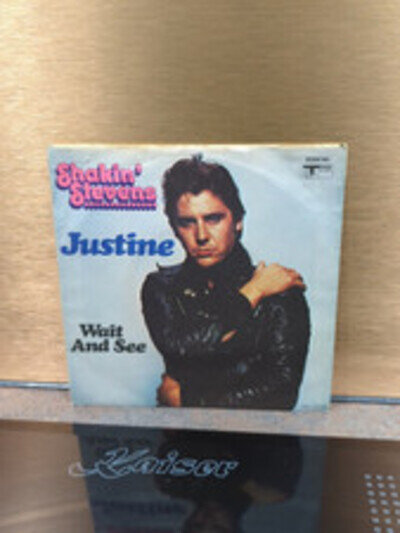 Shakin'
Stevens
Justine
Wait
And See
Kaiser